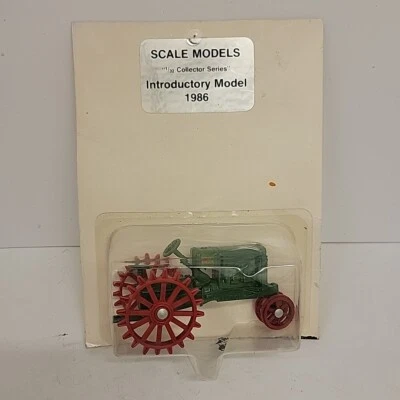 SCALE MODELS
Collector Series"
Introductory Model
1986